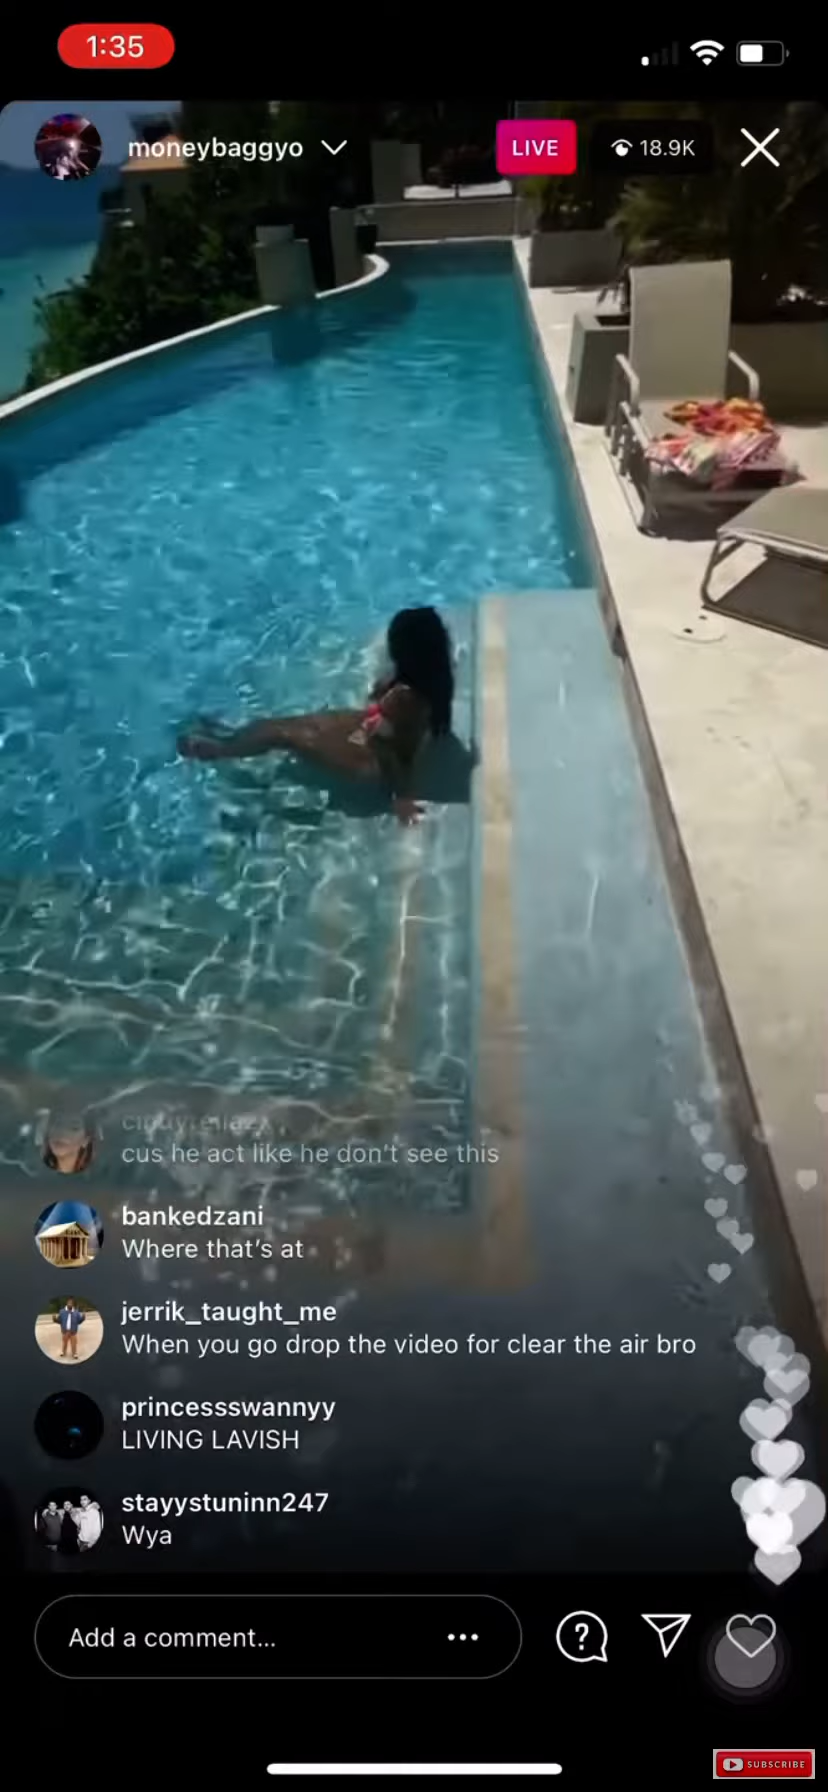 1:35
moneybaggyo
LIVE
18.9K
cus he act like he don't see this
bankedzani
Where that's at
jerrik_taught_me
When you go drop the video for clear the air bro
princessswannyy
LIVING LAVISH
stayystuninn247
Wya
Add a comment...
SUBSCRIBE